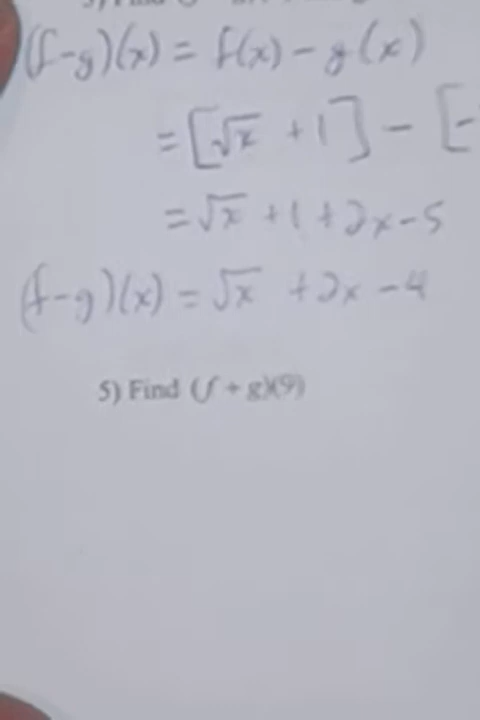 (f-g)(x) = f(x) - g(x)
= [√x + 1] - [-
= √x + 1 + 2x - 5
(f-g)(x) = √x + 2x - 4
5) Find (f + g)(9)